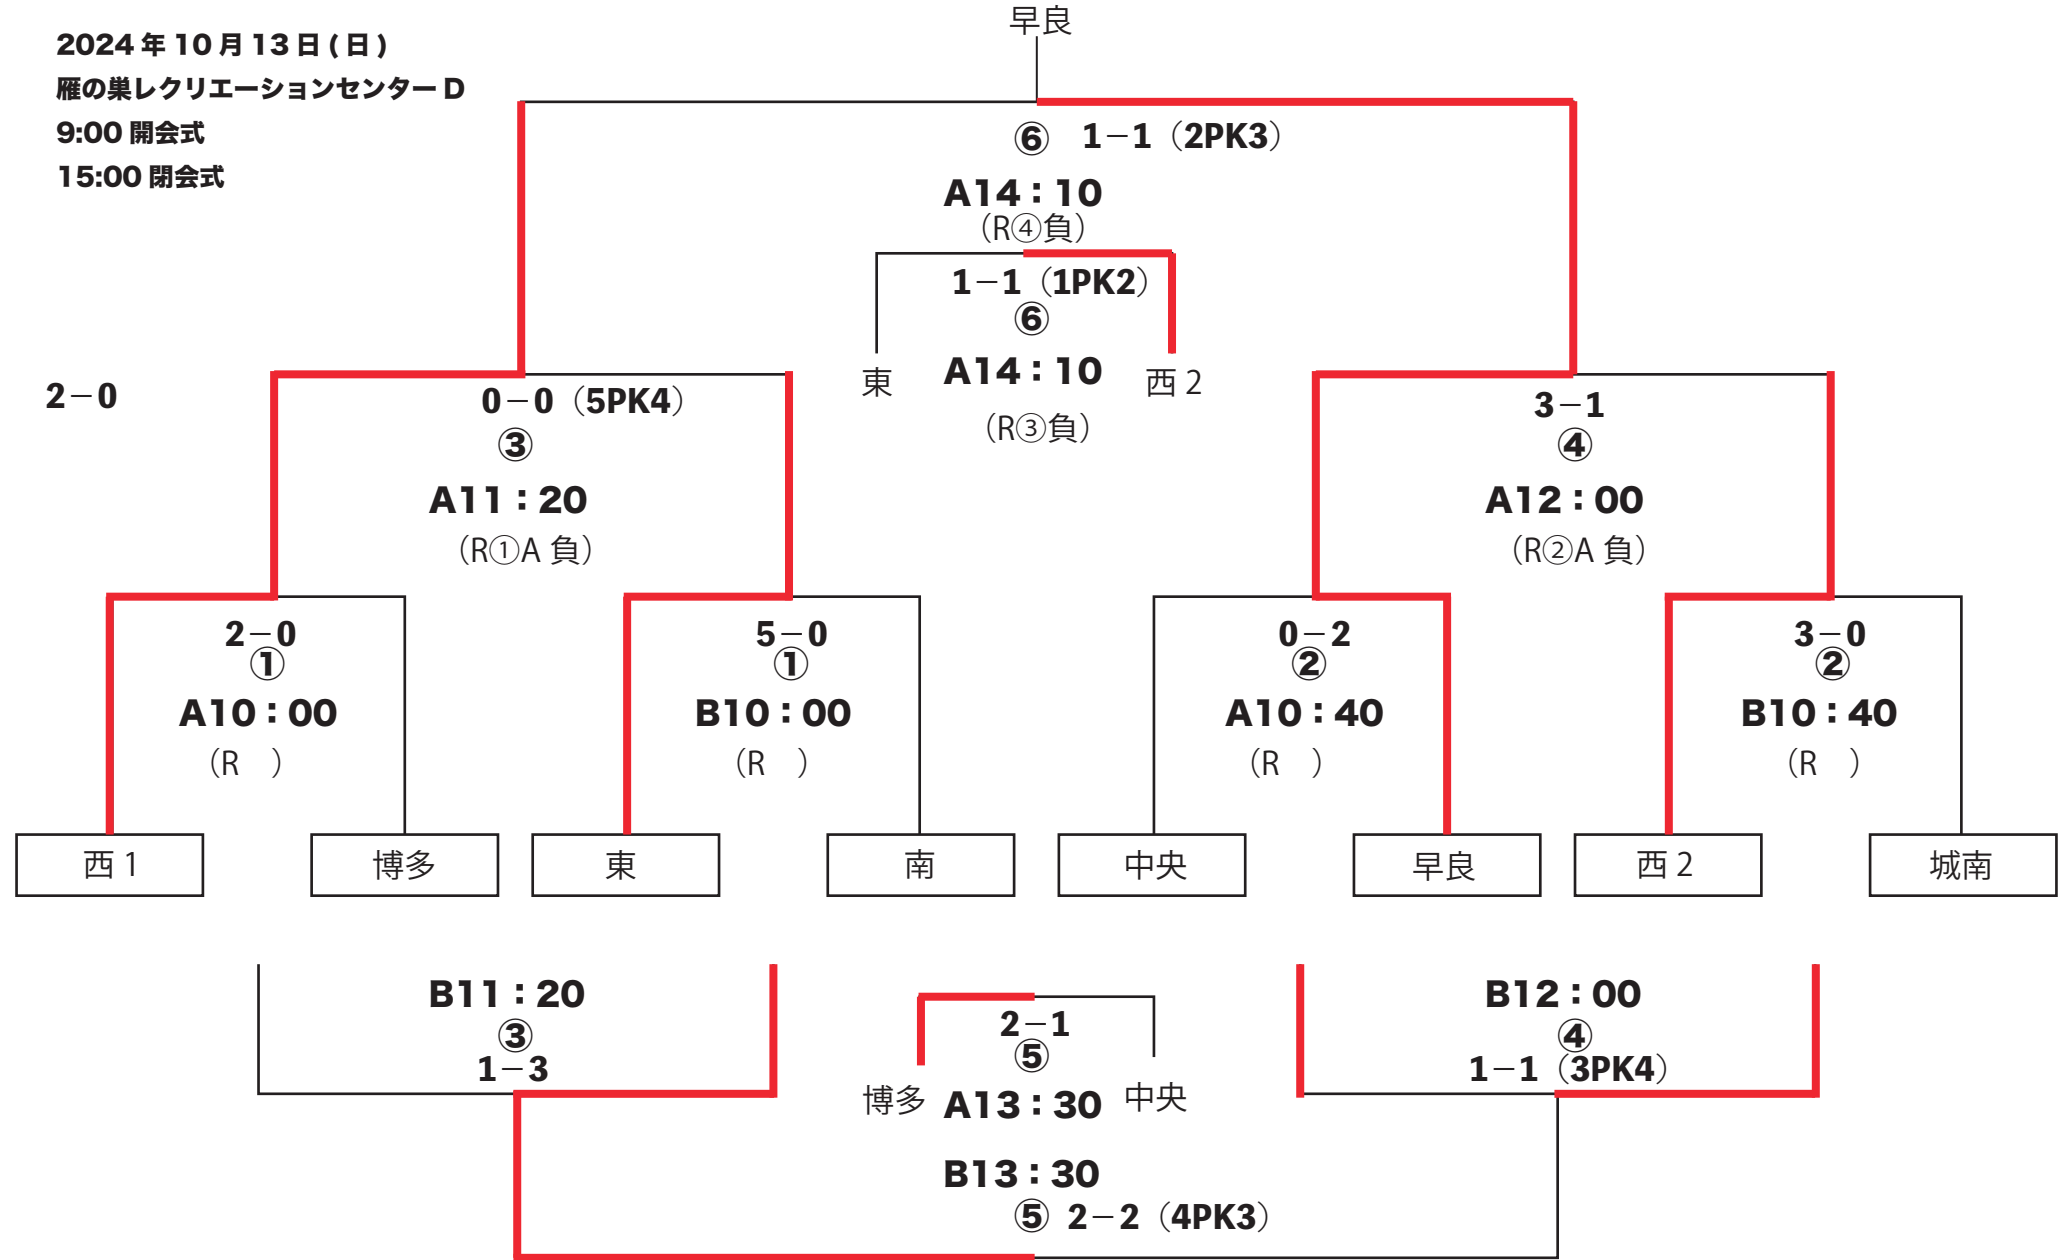 早良
2024年10月13日(日)
雁の巣レクリエーションセンターD
9:00 開会式
15:00 閉会式
⑥ 1－1（2PK3）
A14：10
（R④負）
1－1（1PK2）
⑥
東 A14：10 西2
（R③負）
2－0
0－0（5PK4）
③
A11：20
（R①A負）
3－1
④
A12：00
（R②A負）
2－0
①
A10：00
（R　）
5－0
①
B10：00
（R　）
0－2
②
A10：40
（R　）
3－0
②
B10：40
（R　）
西1 博多 東 南 中央 早良 西2 城南
B11：20
③
1－3
2－1
⑤
博多 A13：30 中央
B12：00
④
1－1（3PK4）
B13：30
⑤ 2－2（4PK3）